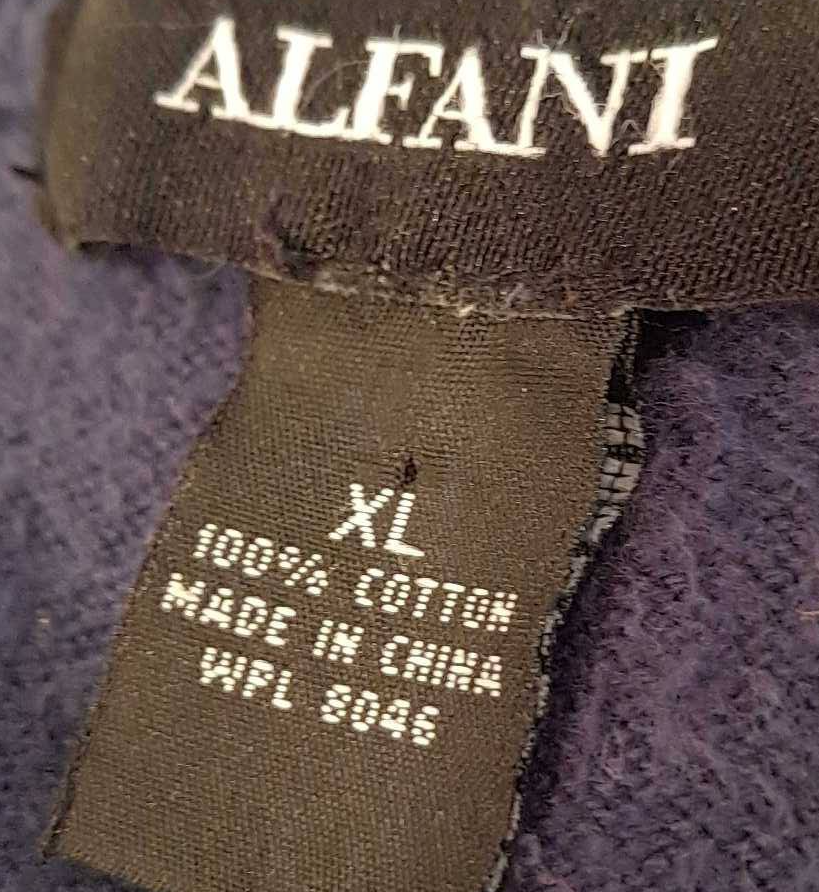 ALFANI
XL
100% COTTON
MADE IN CHINA
WPL 8046